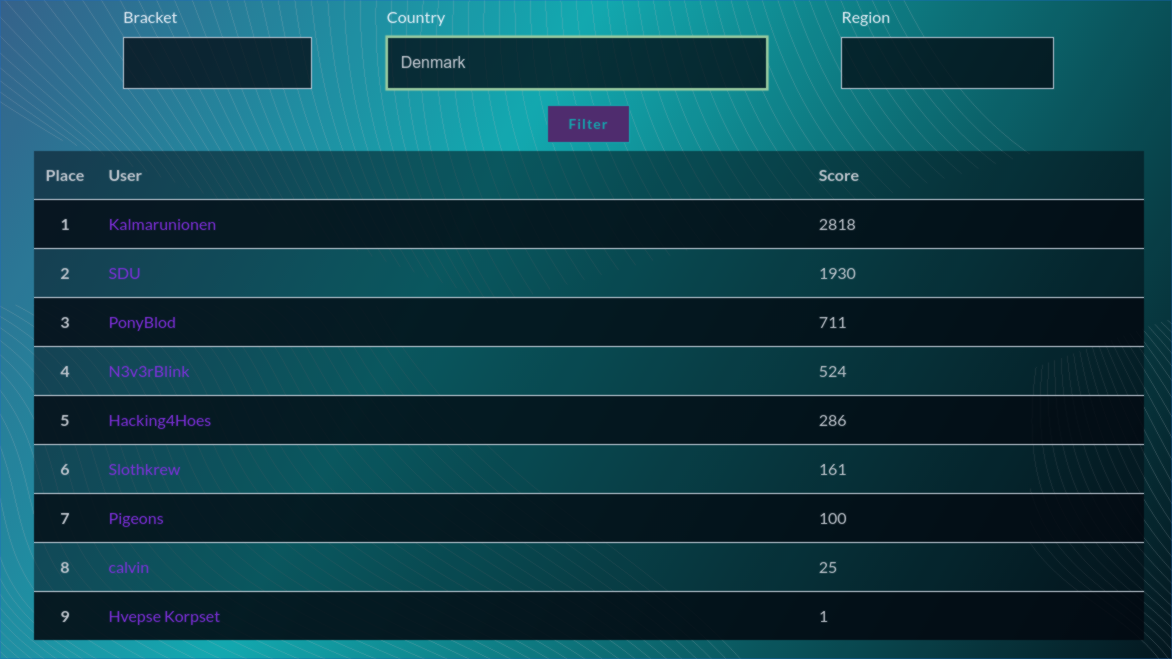 Bracket Country Region
Denmark
Filter
Place User Score
1 Kalmarunionen 2818
2 SDU 1930
3 PonyBlod 711
4 N3v3rBlink 524
5 Hacking4Hoes 286
6 Slothkrew 161
7 Pigeons 100
8 calvin 25
9 Hvepse Korpset 1